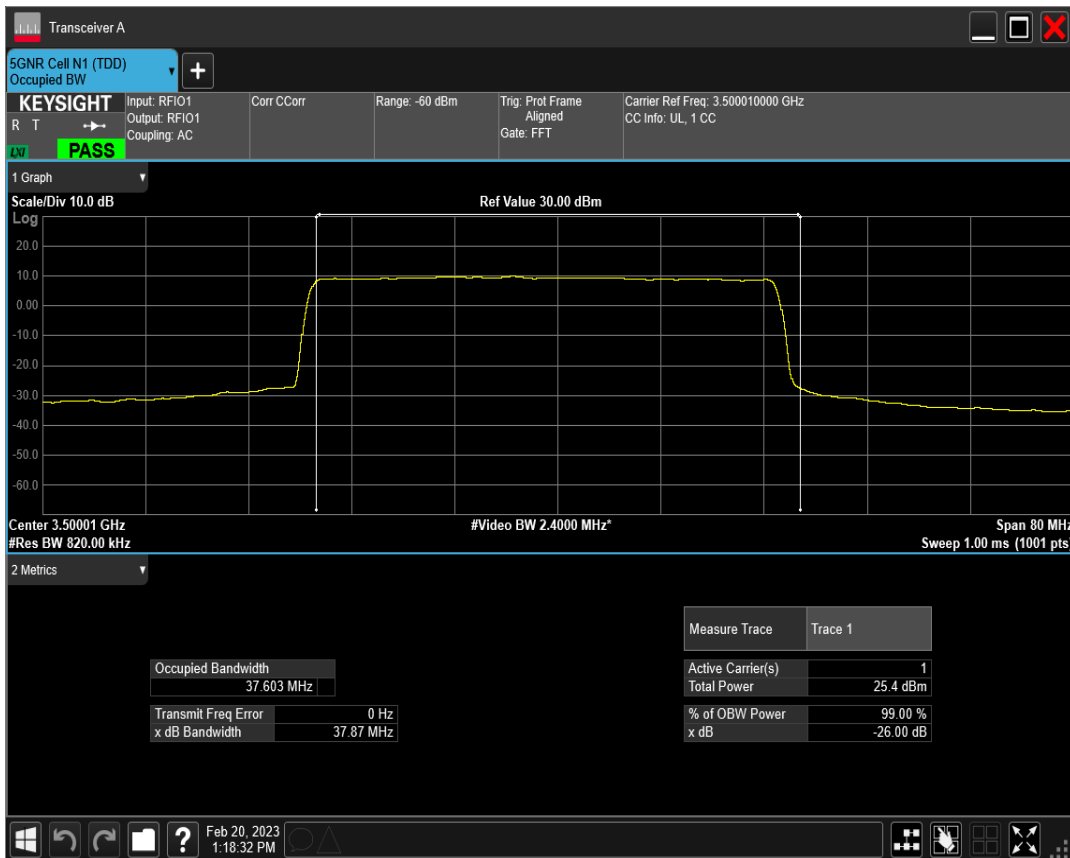 Transceiver A
5GNR Cell N1 (TDD)
Occupied BW
+
KEYSIGHT
R T
LXI
PASS
Input: RFIO1
Output: RFIO1
Coupling: AC
Corr CCorr
Range: -60 dBm
Trig: Prot Frame
Aligned
Gate: FFT
Carrier Ref Freq: 3.500010000 GHz
CC Info: UL, 1 CC
1 Graph
Scale/Div 10.0 dB
Ref Value 30.00 dBm
Log
20.0
10.0
0.00
-10.0
-20.0
-30.0
-40.0
-50.0
-60.0
Center 3.50001 GHz
#Video BW 2.4000 MHz*
Span 80 MHz
#Res BW 820.00 kHz
Sweep 1.00 ms (1001 pts)
2 Metrics
Measure Trace Trace 1
Occupied Bandwidth
37.603 MHz
Active Carrier(s) 1
Total Power 25.4 dBm
Transmit Freq Error 0 Hz
x dB Bandwidth 37.87 MHz
% of OBW Power 99.00 %
x dB -26.00 dB
?
Feb 20, 2023
1:18:32 PM